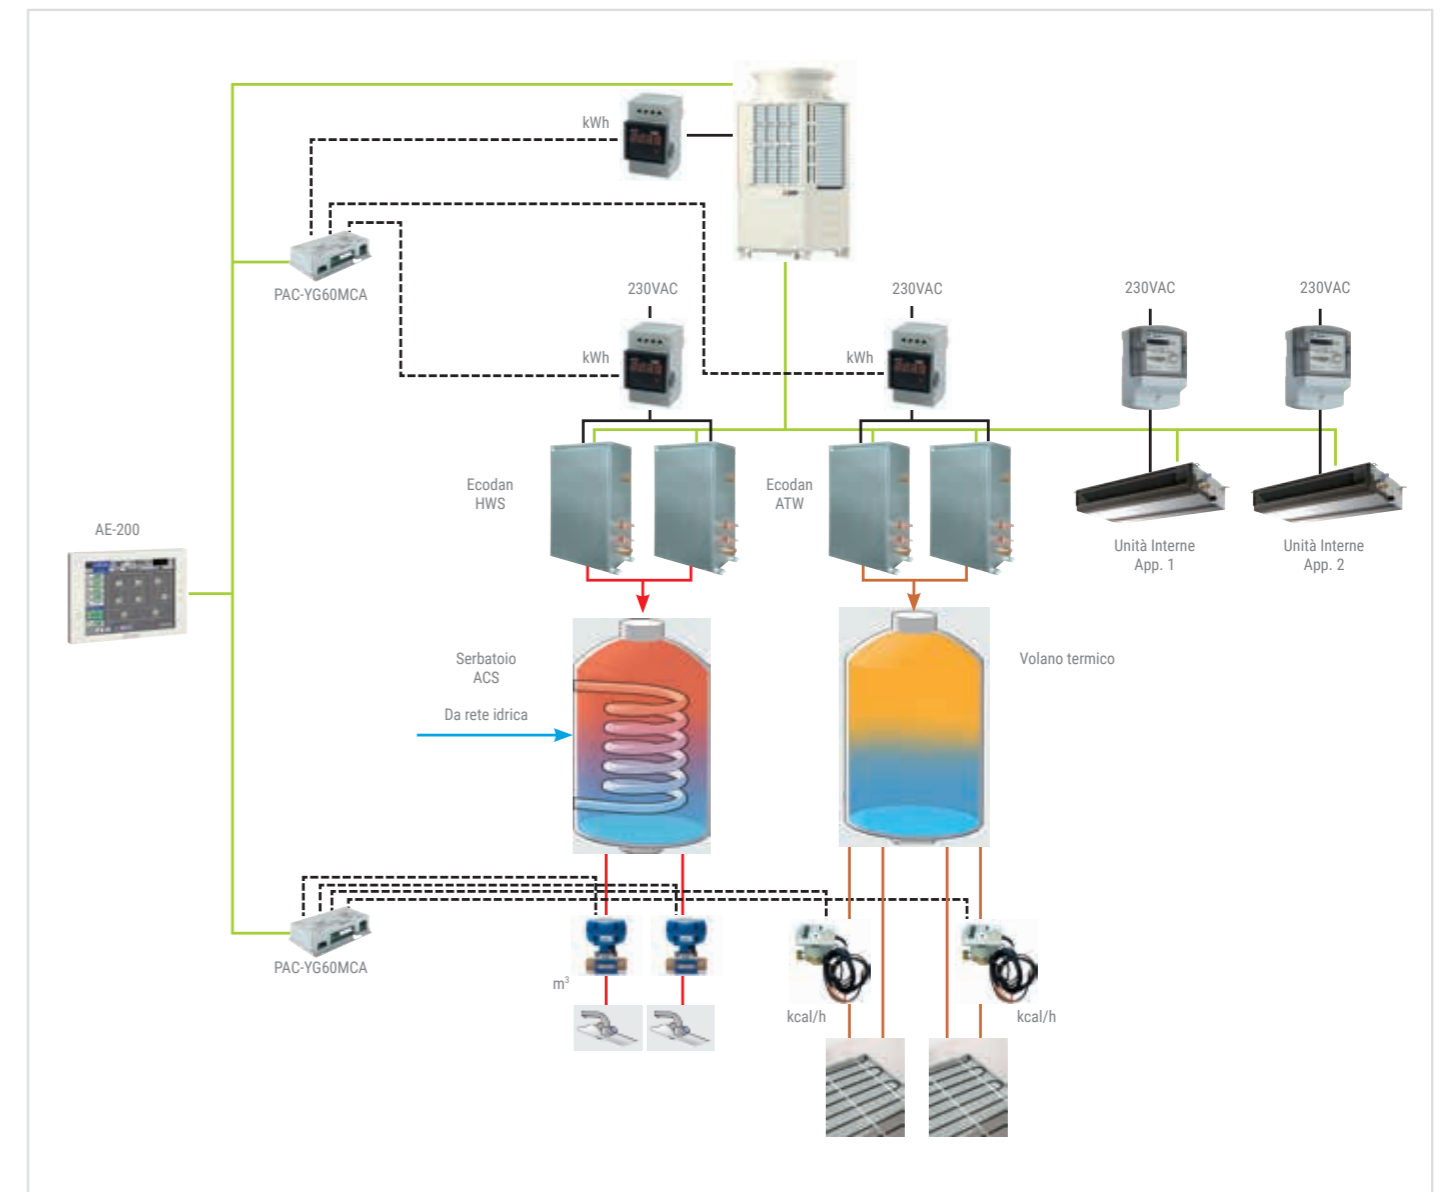 kWh
PAC-YG60MCA
230VAC
230VAC
230VAC
230VAC
kWh
kWh
Ecodan
HWS
Ecodan
ATW
AE-200
Unità Interne
App. 1
Unità Interne
App. 2
Serbatoio
ACS
Volano termico
Da rete idrica
PAC-YG60MCA
m³
kcal/h
kcal/h